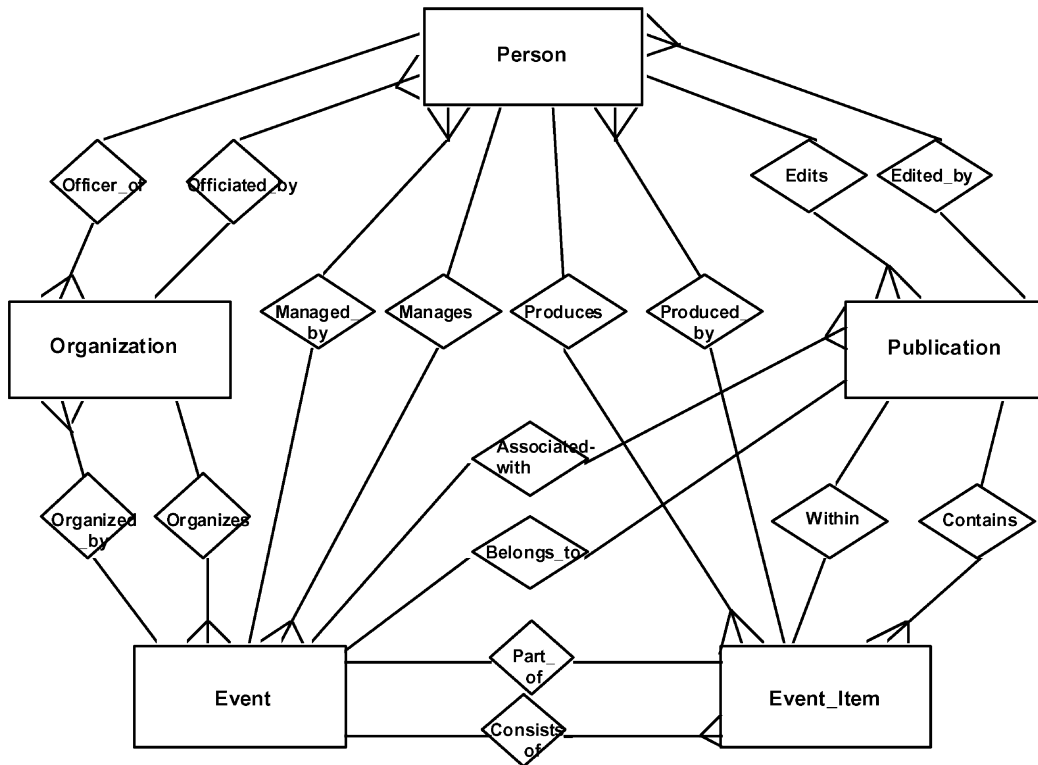 Person
Officer_of
Officiated_by
Edits
Edited_by
Managed_
by
Manages
Produces
Produced_
by
Organization
Publication
Associated-
with
Organized
_by
Organizes
Within
Contains
Belongs_to
Part_
of
Event
Event_Item
Consists_
of